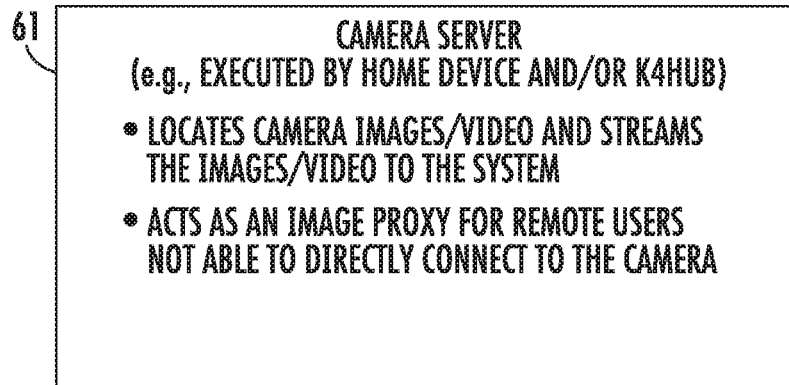 61
CAMERA SERVER
(e.g., EXECUTED BY HOME DEVICE AND/OR K4HUB)
• LOCATES CAMERA IMAGES/VIDEO AND STREAMS
THE IMAGES/VIDEO TO THE SYSTEM
• ACTS AS AN IMAGE PROXY FOR REMOTE USERS
NOT ABLE TO DIRECTLY CONNECT TO THE CAMERA